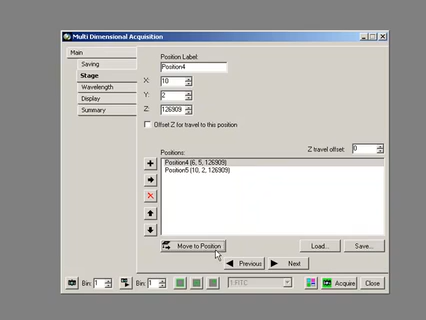 Multi Dimensional Acquisition
Main
Saving
Stage
Wavelength
Display
Summary
Position Label:
Position4
X: 10
Y: 2
Z: 126909
Offset Z for travel to this position
Z travel offset: 0
Positions:
Position4 (6, 5, 126909)
Position5 (10, 2, 126909)
Move to Position
Load...
Save...
Previous
Next
Bin: 1
Bin: 1
1 FITC
Acquire
Close